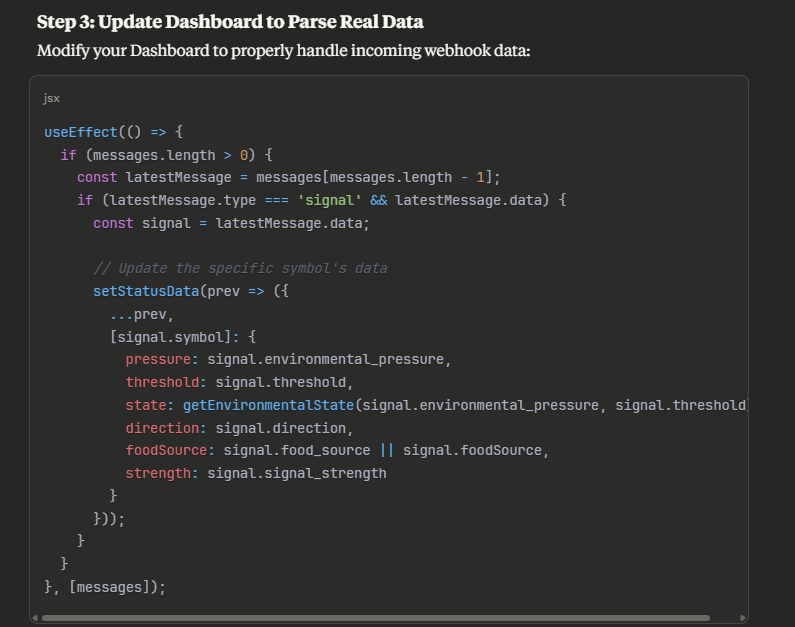 Step 3: Update Dashboard to Parse Real Data
Modify your Dashboard to properly handle incoming webhook data:
jsx
useEffect(() => {
  if (messages.length > 0) {
    const latestMessage = messages[messages.length - 1];
    if (latestMessage.type === 'signal' && latestMessage.data) {
      const signal = latestMessage.data;

      // Update the specific symbol's data
      setStatusData(prev => ({
        ...prev,
        [signal.symbol]: {
          pressure: signal.environmental_pressure,
          threshold: signal.threshold,
          state: getEnvironmentalState(signal.environmental_pressure, signal.threshold
          direction: signal.direction,
          foodSource: signal.food_source || signal.foodSource,
          strength: signal.signal_strength
        }
      }));
    }
  }
}, [messages]);